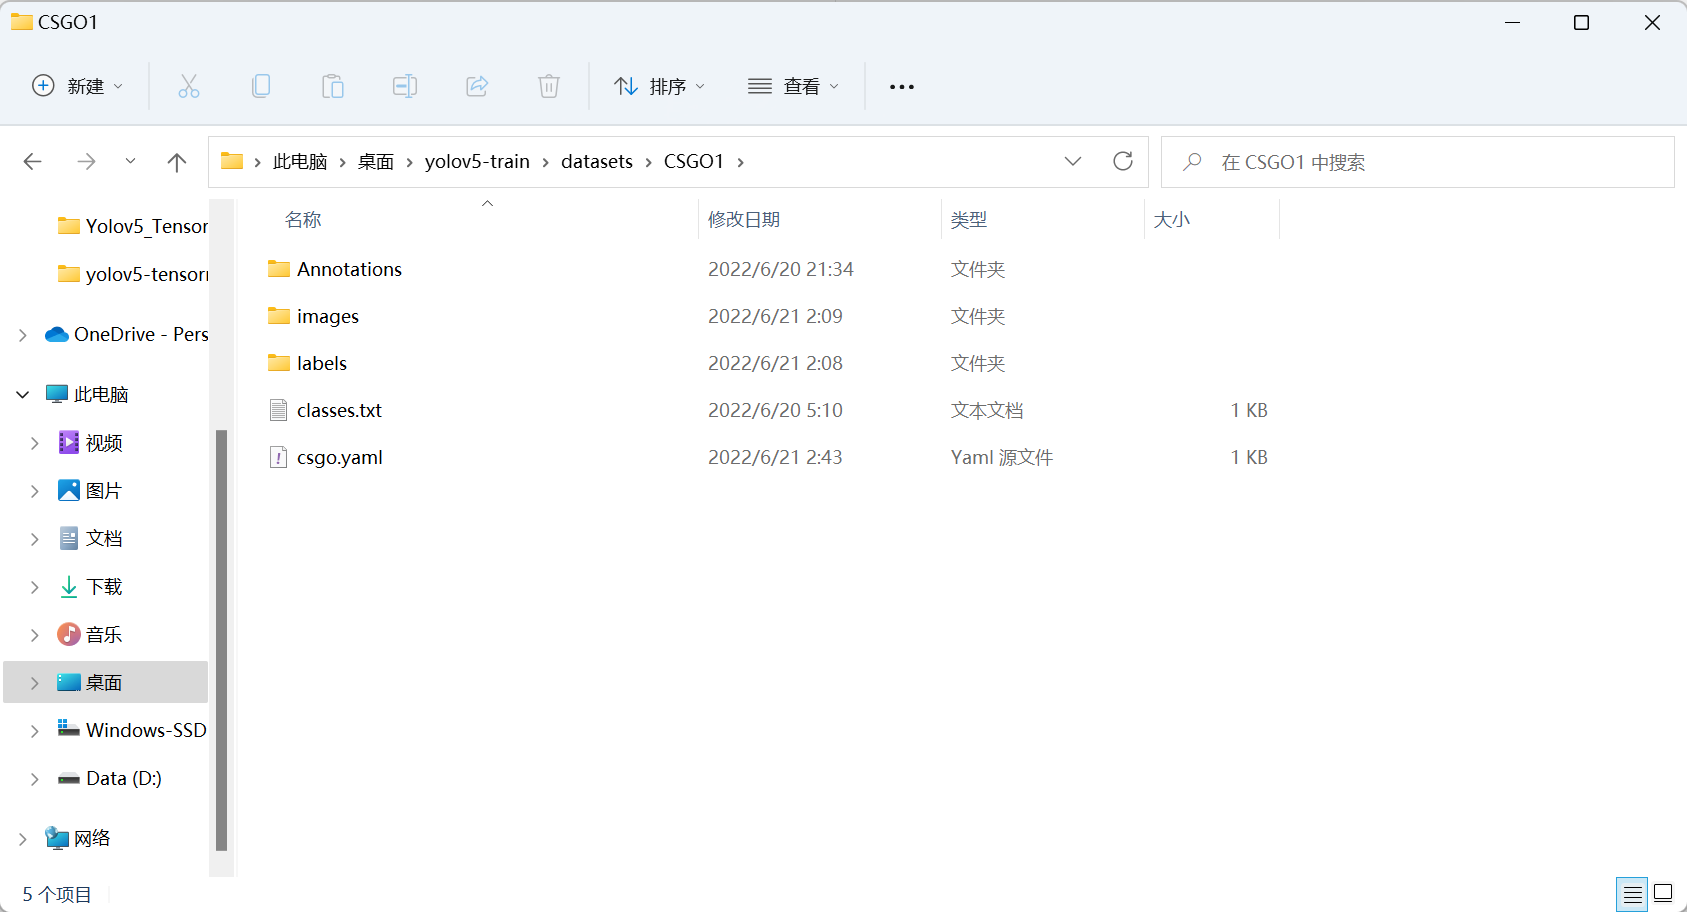 CSGO1
新建 排序 查看
此电脑 桌面 yolov5-train datasets CSGO1
在 CSGO1 中搜索
Yolov5_Tensor
yolov5-tensorr
OneDrive - Pers
此电脑
视频
图片
文档
下载
音乐
桌面
Windows-SSD
Data (D:)
网络
名称 修改日期 类型 大小
Annotations 2022/6/20 21:34 文件夹
images 2022/6/21 2:09 文件夹
labels 2022/6/21 2:08 文件夹
classes.txt 2022/6/20 5:10 文本文档 1 KB
csgo.yaml 2022/6/21 2:43 Yaml 源文件 1 KB
5 个项目